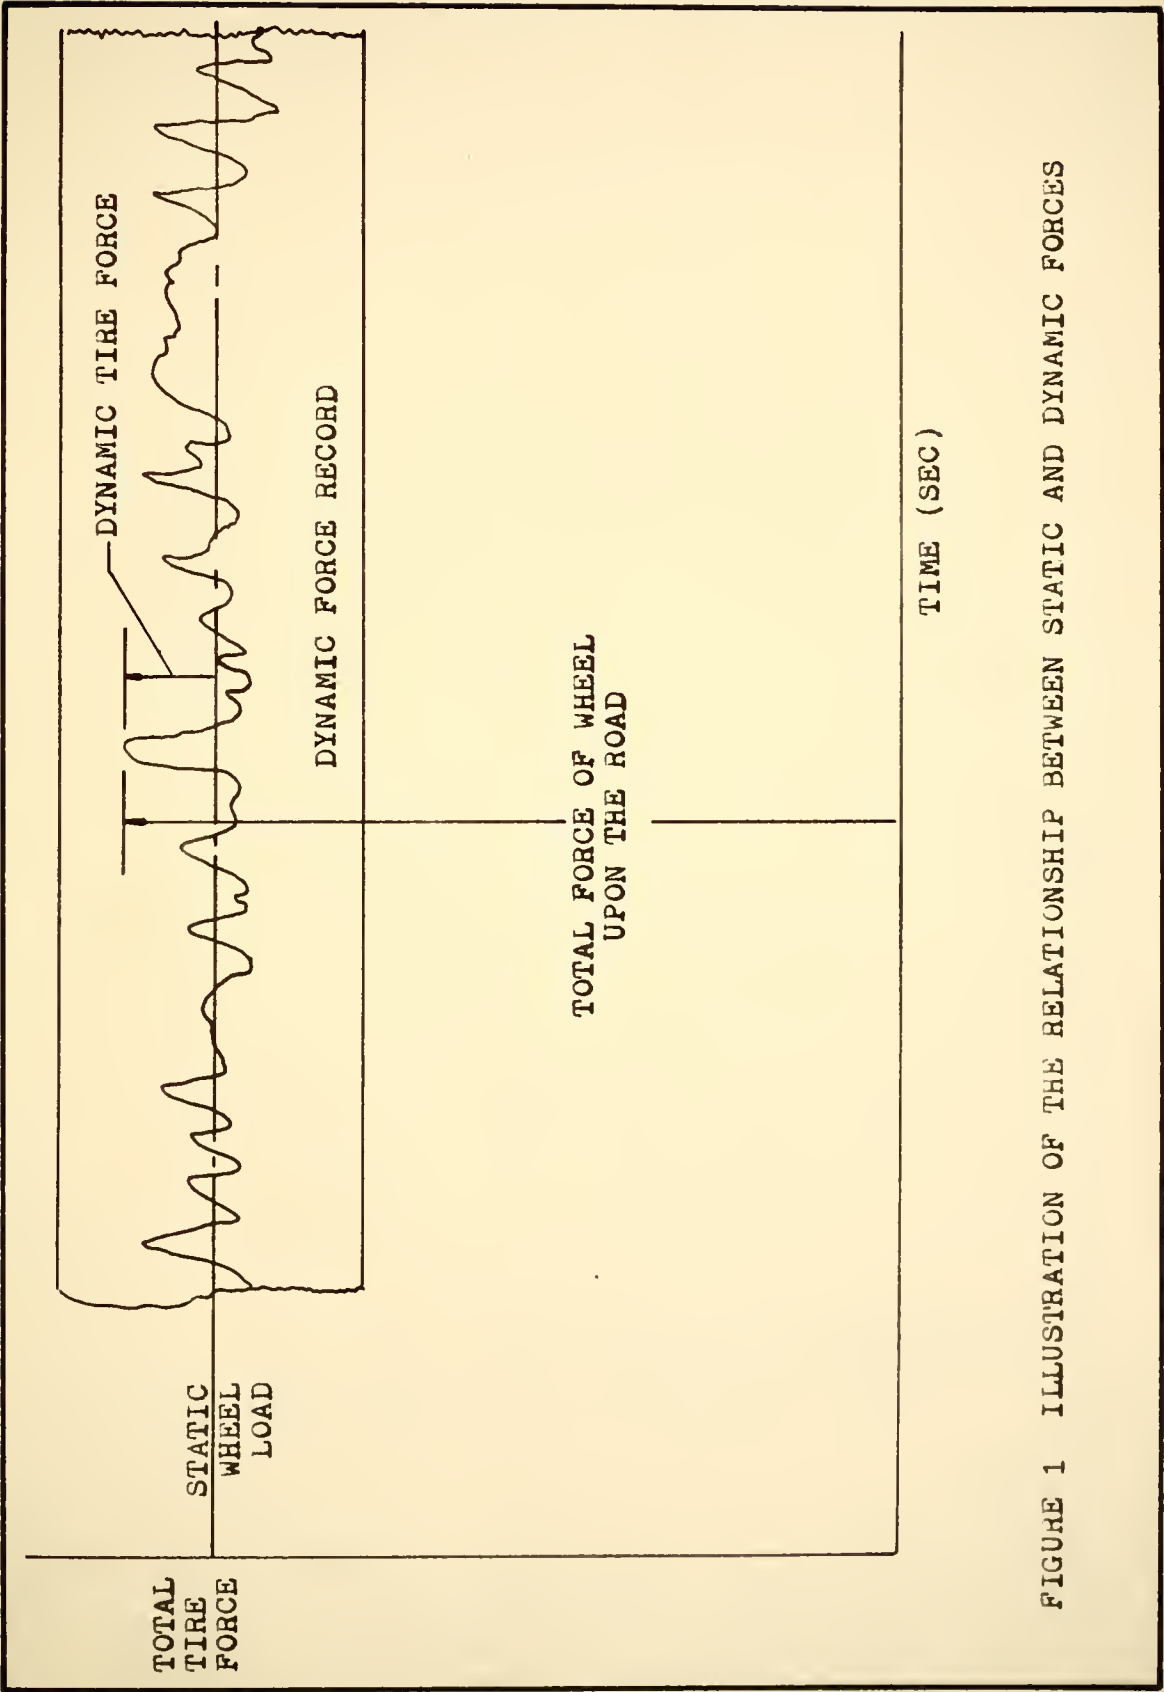 TOTAL
TIRE
FORCE
STATIC
WHEEL
LOAD
DYNAMIC TIRE FORCE
DYNAMIC FORCE RECORD
TOTAL FORCE OF WHEEL
UPON THE ROAD
TIME (SEC)
FIGURE 1 ILLUSTRATION OF THE RELATIONSHIP BETWEEN STATIC AND DYNAMIC FORCES